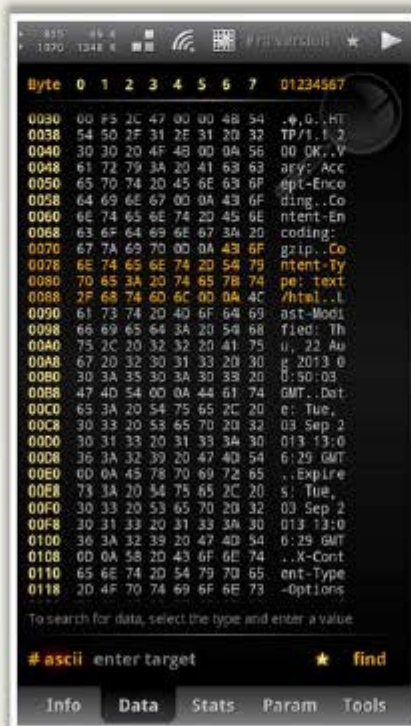 1070 1348 K
Byte 0 1 2 3 4 5 6 7 01234567
0030 00 F5 2C 47 00 00 48 54 ,G..HT
0038 54 50 2F 31 2E 31 20 32 TP/1.1 2
0040 30 30 20 4F 4B 0D 0A 56 00 OK..V
0048 61 72 79 3A 20 41 63 63 ary: Acc
0050 65 70 74 2D 45 6E 63 6F ept-Enco
0058 64 69 6E 67 0D 0A 43 6F ding..Co
0060 6E 74 65 6E 74 2D 45 6E ntent-En
0068 63 6F 64 69 6E 67 3A 20 coding:
0070 67 7A 69 70 0D 0A 43 6F gzip..Co
0078 6E 74 65 6E 74 2D 54 79 ntent-Ty
0080 70 65 3A 20 74 65 78 74 pe: text
0088 2F 68 74 6D 6C 0D 0A 4C /html..L
0090 61 73 74 2D 4D 6F 64 69 ast-Modi
0098 66 69 65 64 3A 20 54 68 fied: Th
00A0 75 2C 20 32 32 20 41 75 u, 22 Au
00A8 67 20 32 30 31 33 20 30 g 2013 0
00B0 30 3A 35 30 3A 30 33 20 0:50:03
00B8 47 4D 54 0D 0A 44 61 74 GMT..Dat
00C0 65 3A 20 54 75 65 2C 20 e: Tue,
00C8 30 33 20 53 65 70 20 32 03 Sep 2
00D0 30 31 33 20 31 33 3A 30 013 13:0
00D8 36 3A 32 39 20 47 4D 54 6:29 GMT
00E0 0D 0A 45 78 70 69 72 65 ..Expire
00E8 73 3A 20 54 75 65 2C 20 s: Tue,
00F0 30 33 20 53 65 70 20 32 03 Sep 2
00F8 30 31 33 20 31 33 3A 30 013 13:0
0100 36 3A 32 39 20 47 4D 54 6:29 GMT
0108 0D 0A 58 2D 43 6F 6E 74 ..X-Cont
0110 65 6E 74 2D 54 79 70 65 ent-Type
0118 2D 4F 70 74 69 6F 6E 73 -Options
To search for data, select the type and enter a value
# ascii enter target ★ find
Info Data Stats Param Tools